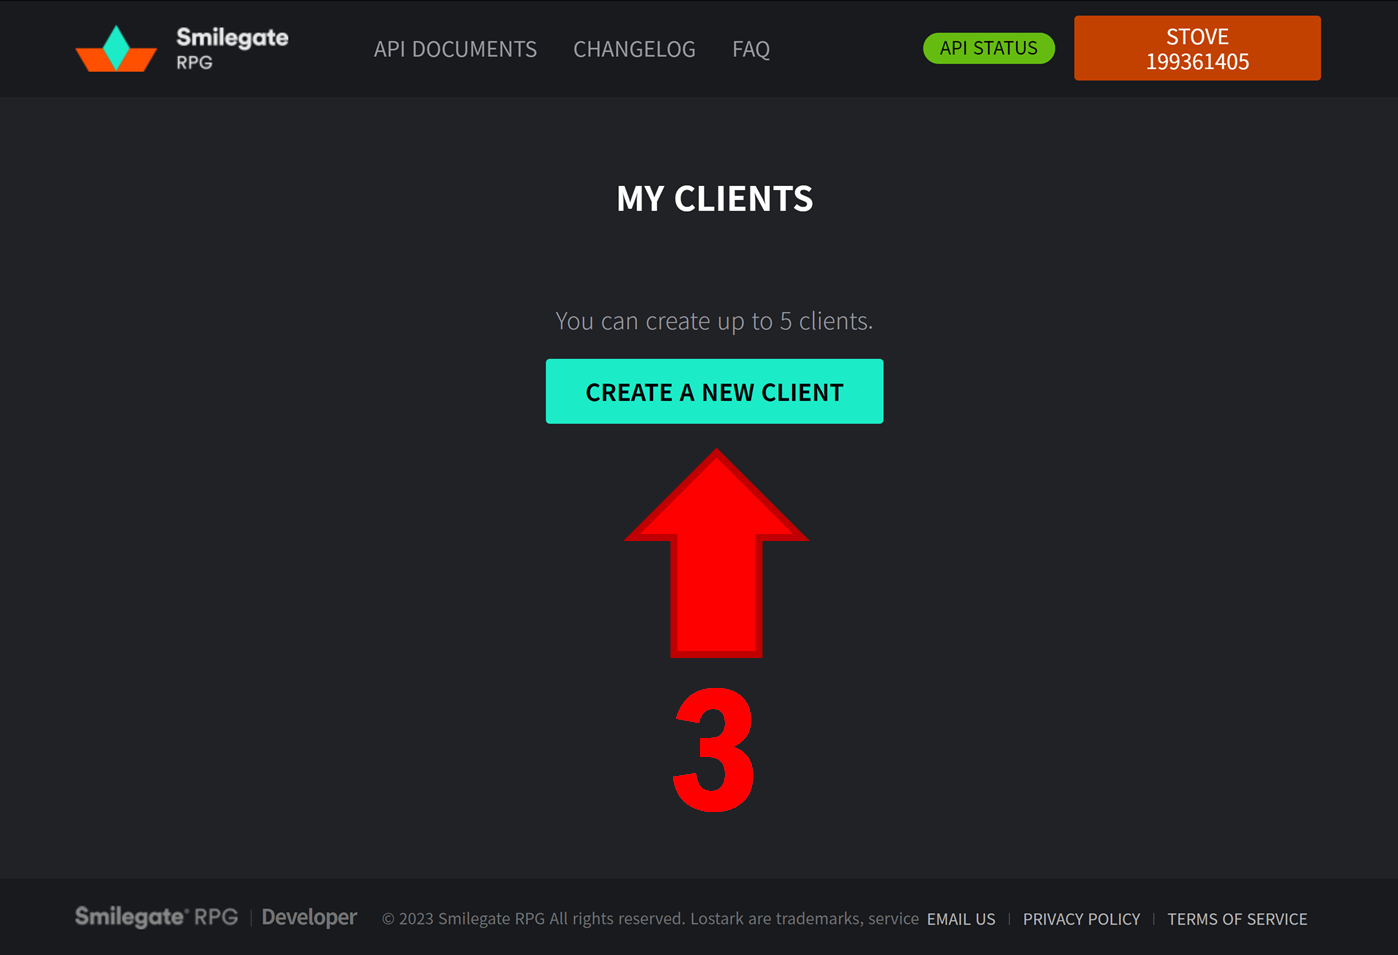 Smilegate
RPG
API DOCUMENTS
CHANGELOG
FAQ
API STATUS
STOVE
199361405
MY CLIENTS
You can create up to 5 clients.
CREATE A NEW CLIENT
3
Smilegate® RPG | Developer
© 2023 Smilegate RPG All rights reserved. Lostark are trademarks, service
EMAIL US | PRIVACY POLICY | TERMS OF SERVICE